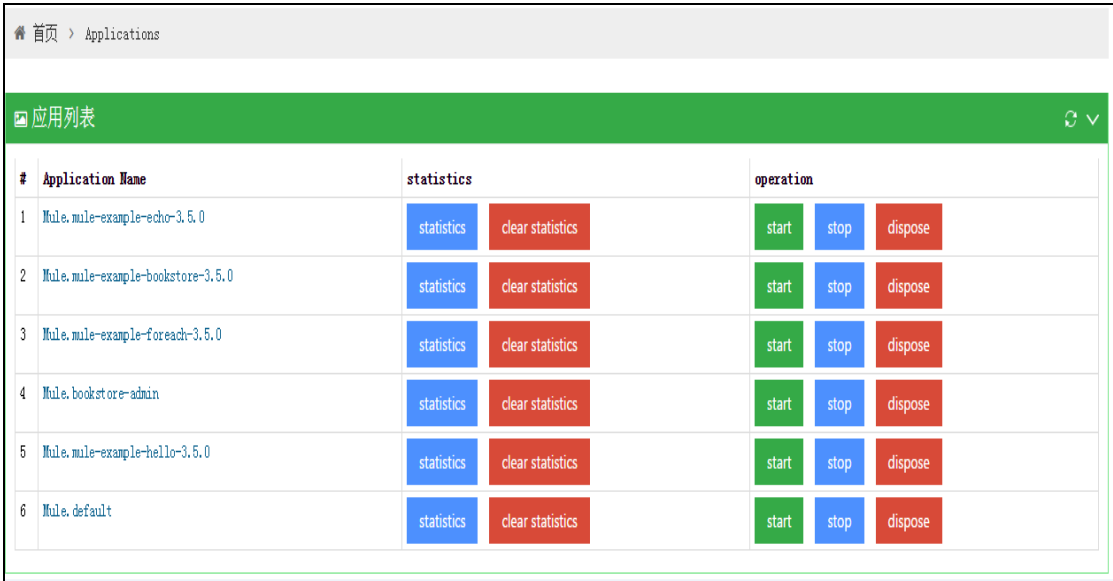 首页 > Applications
应用列表
# Application Name statistics operation
1 Mule.mule-example-echo-3.5.0 statistics clear statistics start stop dispose
2 Mule.mule-example-bookstore-3.5.0 statistics clear statistics start stop dispose
3 Mule.mule-example-foreach-3.5.0 statistics clear statistics start stop dispose
4 Mule.bookstore-admin statistics clear statistics start stop dispose
5 Mule.mule-example-hello-3.5.0 statistics clear statistics start stop dispose
6 Mule.default statistics clear statistics start stop dispose